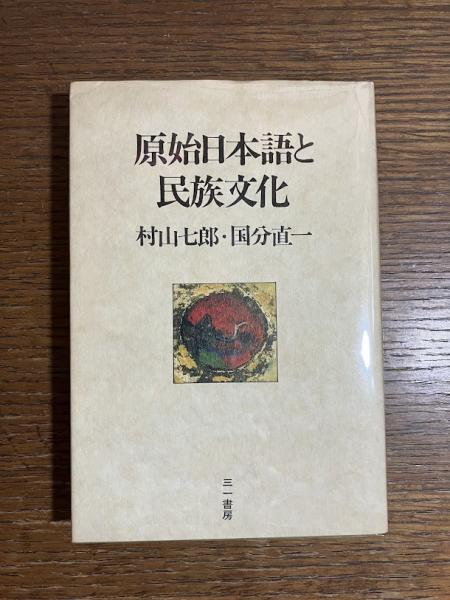 原始日本語と
民族文化
村山七郎・国分直一
三一書房